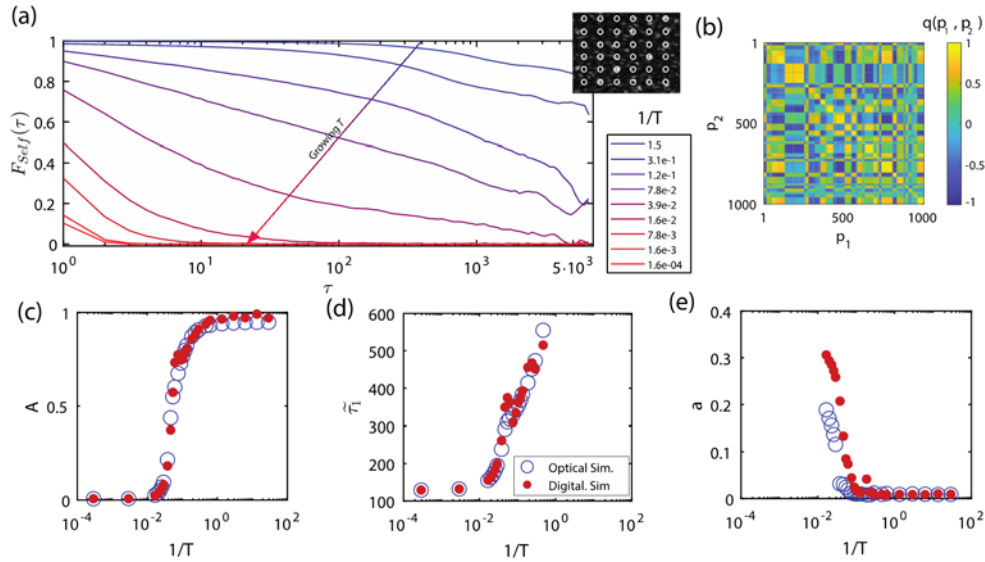 (a)
F_Self(τ)
1
0.8
0.6
0.4
0.2
0
10^0
10^1
10^2
10^3
5·10^3
τ
Growing T
1/T
1.5
3.1e-1
1.2e-1
7.8e-2
3.9e-2
1.6e-2
7.8e-3
1.6e-3
1.6e-04
(b)
q(p_1, p_2)
1
500
1000
p_2
1 500 1000
p_1
1
0.5
0
-0.5
-1
(c)
1
0.5
0
A
10^-4 10^-2 10^0 10^2
1/T
(d)
600
500
400
300
200
100
τ̃_1
Optical Sim.
Digital. Sim
10^-4 10^-2 10^0 10^2
1/T
(e)
0.4
0.3
0.2
0.1
0
a
10^-4 10^-2 10^0 10^2
1/T